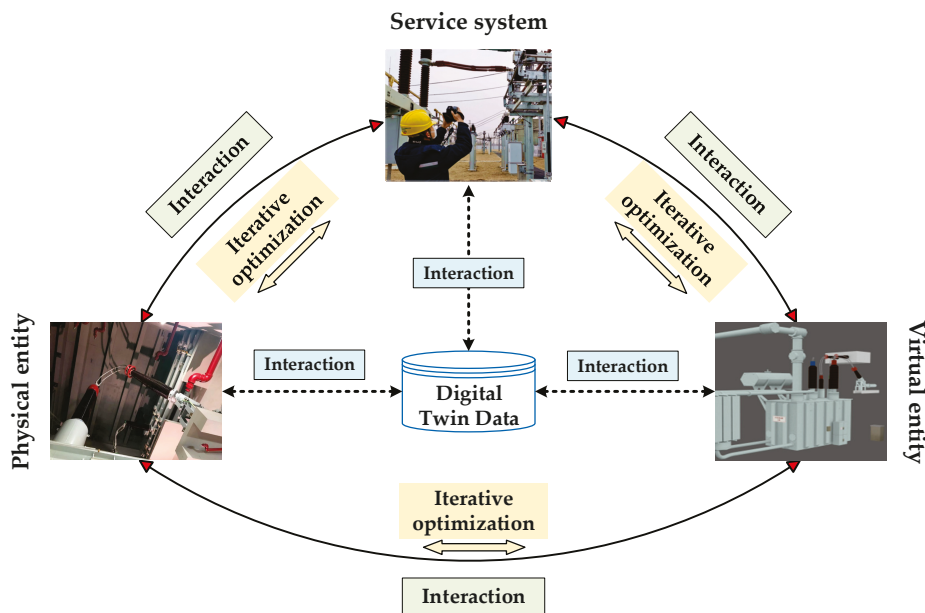 Service system
Interaction
Iterative
optimization
Interaction
Iterative
optimization
Interaction
Physical entity
Interaction
Digital
Twin Data
Interaction
Virtual entity
Iterative
optimization
Interaction